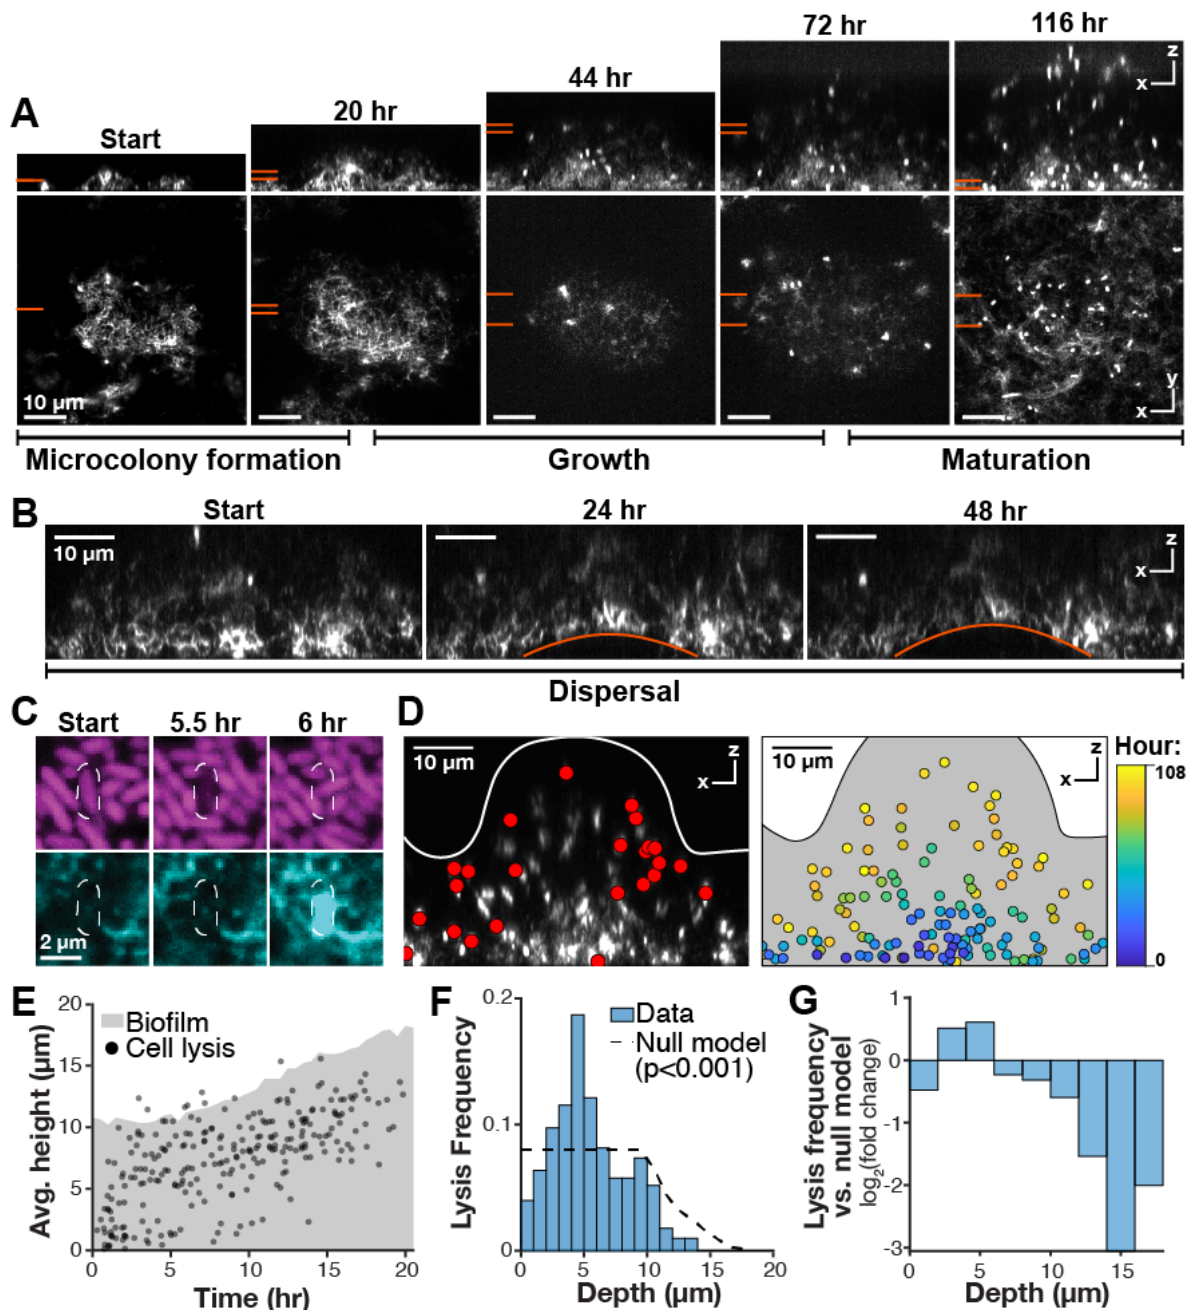 A
Start
20 hr
44 hr
72 hr
116 hr
z
x
10 µm
y
x
Microcolony formation
Growth
Maturation
B
Start
24 hr
48 hr
10 µm
z
x
Dispersal
C
Start
5.5 hr
6 hr
2 µm
D
10 µm
z
x
10 µm
z
x
Hour:
108
0
E
Avg. height (µm)
20
15
10
5
0
Biofilm
Cell lysis
0
5
10
15
20
Time (hr)
F
Lysis Frequency
0.2
0.1
0
Data
Null model
(p<0.001)
0
5
10
15
20
Depth (µm)
G
Lysis frequency
vs. null model
log2(fold change)
1
0
-1
-2
-3
0
5
10
15
Depth (µm)